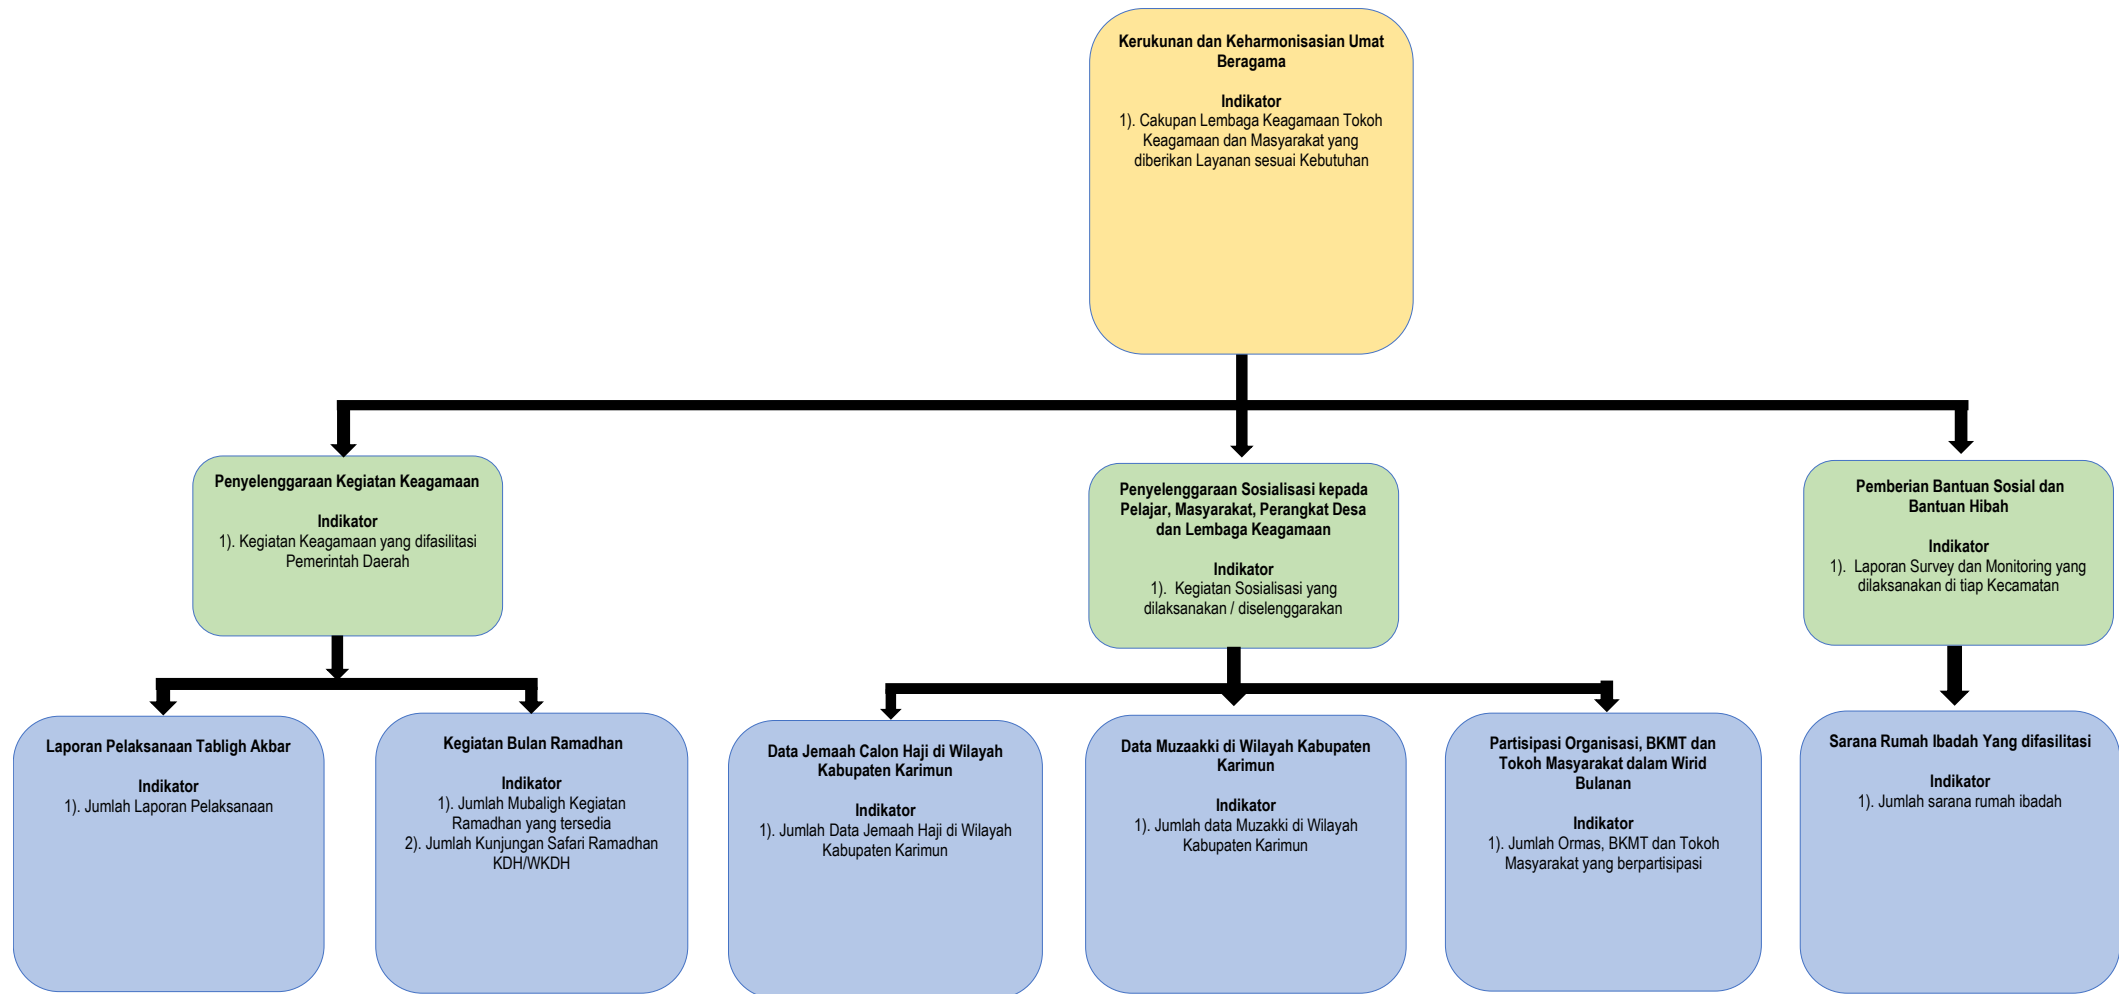 Kerukunan dan Keharmonisasian Umat
Beragama
Indikator
1). Cakupan Lembaga Keagamaan Tokoh
Keagamaan dan Masyarakat yang
diberikan Layanan sesuai Kebutuhan
Penyelenggaraan Kegiatan Keagamaan
Indikator
1). Kegiatan Keagamaan yang difasilitasi
Pemerintah Daerah
Penyelenggaraan Sosialisasi kepada
Pelajar, Masyarakat, Perangkat Desa
dan Lembaga Keagamaan
Indikator
1). Kegiatan Sosialisasi yang
dilaksanakan / diselenggarakan
Pemberian Bantuan Sosial dan
Bantuan Hibah
Indikator
1). Laporan Survey dan Monitoring yang
dilaksanakan di tiap Kecamatan
Laporan Pelaksanaan Tabligh Akbar
Indikator
1). Jumlah Laporan Pelaksanaan
Kegiatan Bulan Ramadhan
Indikator
1). Jumlah Mubaligh Kegiatan
Ramadhan yang tersedia
2). Jumlah Kunjungan Safari Ramadhan
KDH/WKDH
Data Jemaah Calon Haji di Wilayah
Kabupaten Karimun
Indikator
1). Jumlah Data Jemaah Haji di Wilayah
Kabupaten Karimun
Data Muzaakki di Wilayah Kabupaten
Karimun
Indikator
1). Jumlah data Muzakki di Wilayah
Kabupaten Karimun
Partisipasi Organisasi, BKMT dan
Tokoh Masyarakat dalam Wirid
Bulanan
Indikator
1). Jumlah Ormas, BKMT dan Tokoh
Masyarakat yang berpartisipasi
Sarana Rumah Ibadah Yang difasilitasi
Indikator
1). Jumlah sarana rumah ibadah